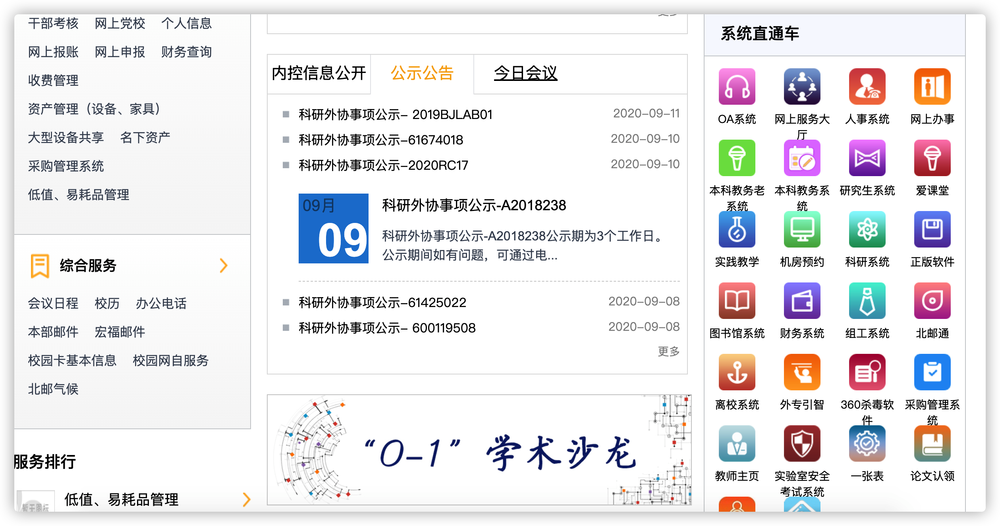 干部考核 网上党校 个人信息
网上报账 网上申报 财务查询
收费管理
资产管理（设备、家具）
大型设备共享 名下资产
采购管理系统
低值、易耗品管理
综合服务
会议日程 校历 办公电话
本部邮件 宏福邮件
校园卡基本信息 校园网自服务
北邮气候
服务排行
暂无图标
低值、易耗品管理
更多
内控信息公开 公示公告 今日会议
科研外协事项公示- 2019BJLAB01 2020-09-11
科研外协事项公示-61674018 2020-09-10
科研外协事项公示-2020RC17 2020-09-10
09月
09
科研外协事项公示-A2018238
科研外协事项公示-A2018238公示期为3个工作日。
公示期间如有问题，可通过电...
科研外协事项公示-61425022 2020-09-08
科研外协事项公示- 600119508 2020-09-08
更多
“0-1” 学术沙龙
系统直通车
OA系统
网上服务大
厅
人事系统
网上办事
本科教务老
系统
本科教务系
统
研究生系统
爱课堂
实践教学
机房预约
科研系统
正版软件
图书馆系统
财务系统
组工系统
北邮通
离校系统
外专引智
360杀毒软
件
采购管理系
统
教师主页
实验室安全
考试系统
一张表
论文认领